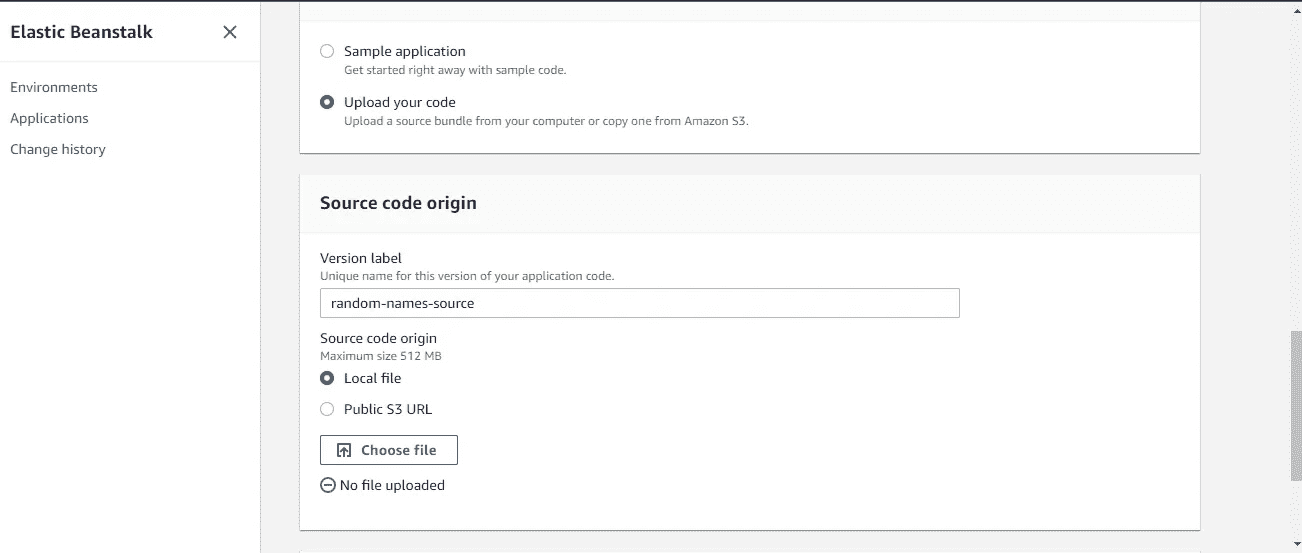 Elastic Beanstalk
Environments
Applications
Change history
Sample application
Get started right away with sample code.
Upload your code
Upload a source bundle from your computer or copy one from Amazon S3.
Source code origin
Version label
Unique name for this version of your application code.
random-names-source
Source code origin
Maximum size 512 MB
Local file
Public S3 URL
Choose file
No file uploaded